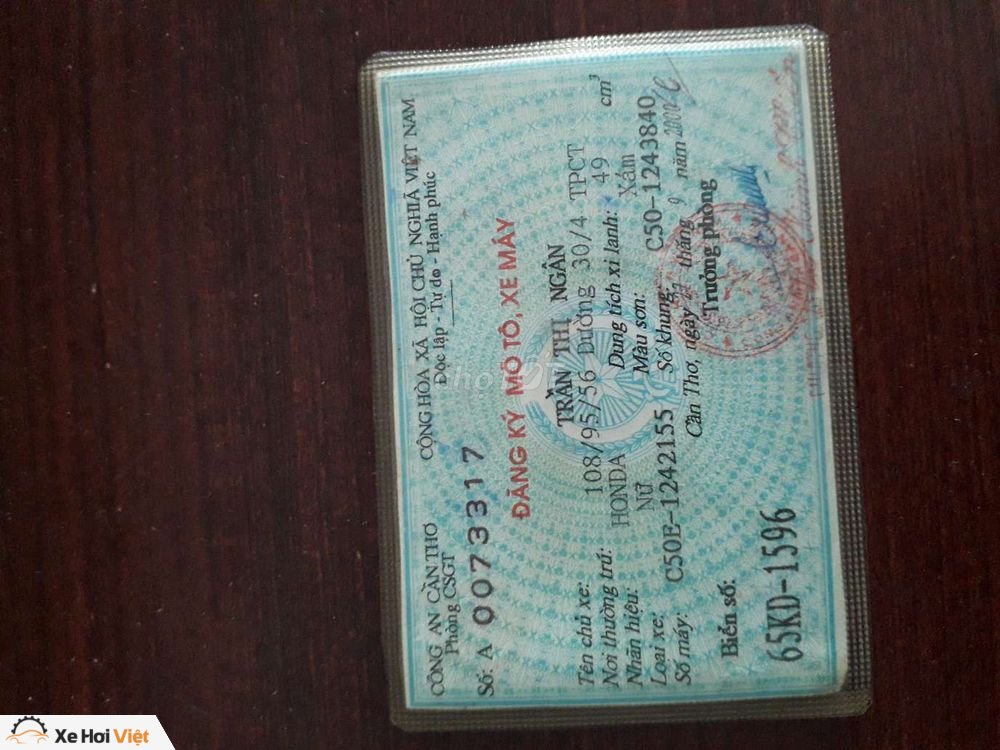 CÔNG AN CẦN THƠ
Phòng CSGT
Số: A 0073317
CỘNG HÒA XÃ HỘI CHỦ NGHĨA VIỆT NAM
Độc lập - Tự do - Hạnh phúc
ĐĂNG KÝ MÔ TÔ, XE MÁY
Tên chủ xe: TRẦN THỊ NGÂN
Nơi thường trú: 108/95/56 Đường 30/4 TPCT
Nhãn hiệu: HONDA Dung tích xi lanh: 49 cm³
Loại xe: NỮ Màu sơn: Xám
Số máy: C50E-1242155 Số khung: C50-1243840
Cần Thơ, ngày tháng 9 năm 2000
Biển số: Trưởng phòng
65KD-1596
Xe Hơi Việt